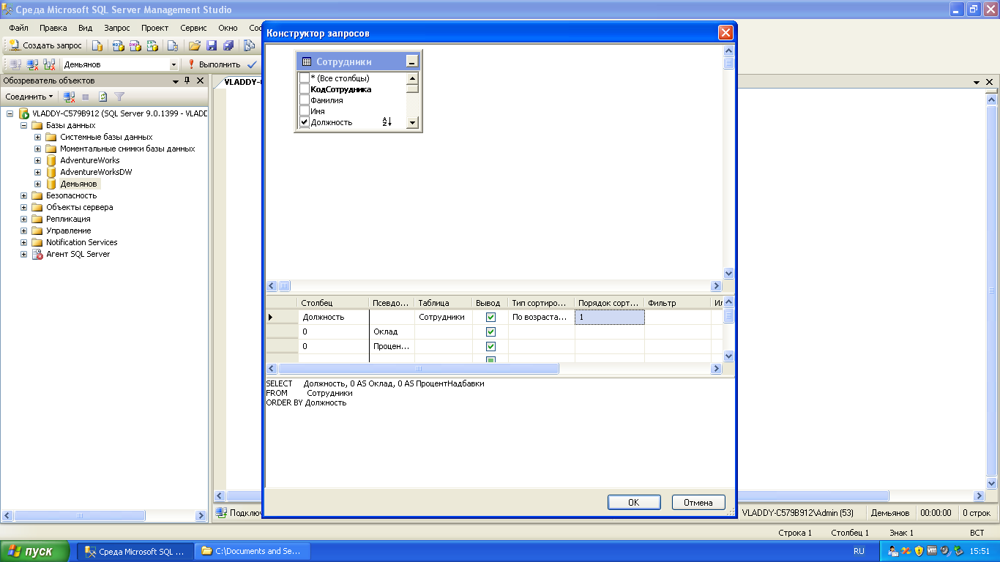 Среда Microsoft SQL Server Management Studio
Файл Правка Вид Запрос Проект Сервис Окно
Создать запрос
Демьянов Выполнить
Обозреватель объектов
Соединить
VLADDY-C579B912 (SQL Server 9.0.1399 - VLADD
Базы данных
Системные базы данных
Моментальные снимки базы данных
AdventureWorks
AdventureWorksDW
Демьянов
Безопасность
Объекты сервера
Репликация
Управление
Notification Services
Агент SQL Server
Конструктор запросов
Сотрудники
* (Все столбцы)
КодСотрудника
Фамилия
Имя
Должность
Столбец Псевдо... Таблица Вывод Тип сортиро... Порядок сорт... Фильтр
Должность Сотрудники По возраста... 1
0 Оклад
0 Процен...
SELECT Должность, 0 AS Оклад, 0 AS ПроцентНадбавки
FROM Сотрудники
ORDER BY Должность
OK Отмена
VLADDY-C579B912\Admin (53) Демьянов 00:00:00 0 строк
Строка 1 Столбец 1 Знак 1 ВСТ
пуск Среда Microsoft SQL ... C:\Documents and Se... RU 15:51